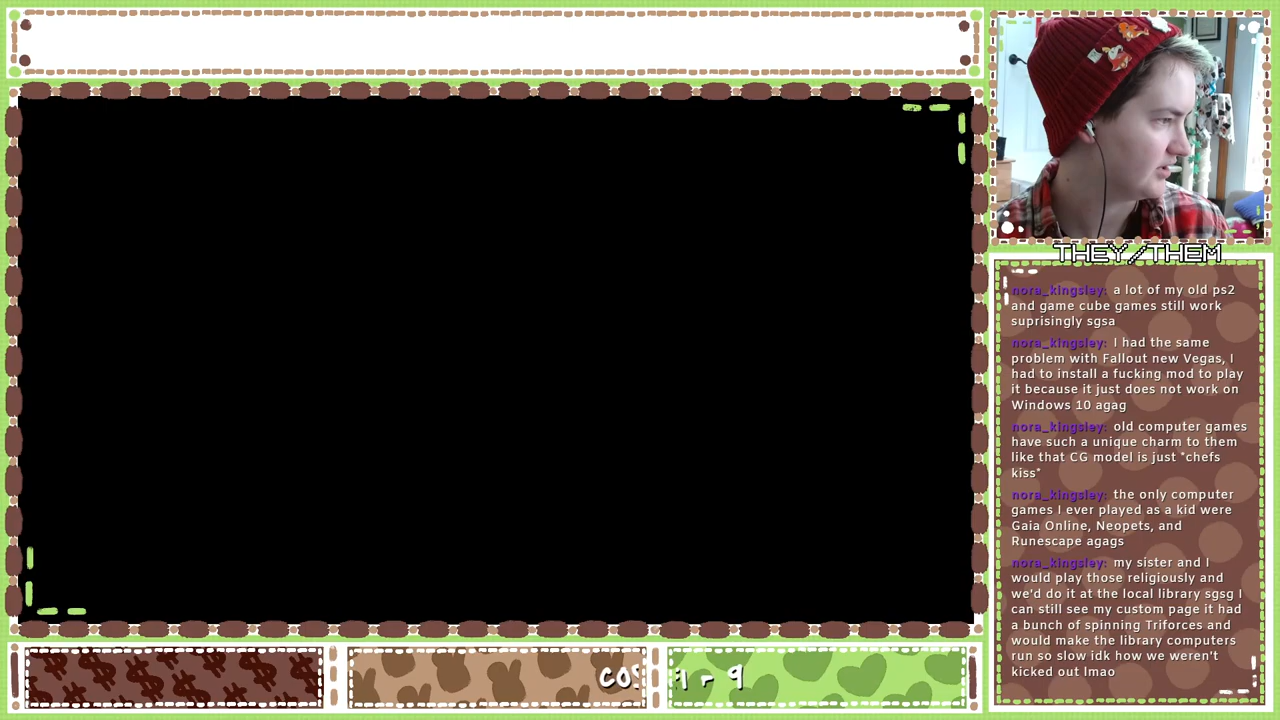 THEY/THEM
nora_kingsley: a lot of my old ps2
and game cube games still work
suprisingly sgsa
nora_kingsley: I had the same
problem with Fallout new Vegas, I
had to install a fucking mod to play
it because it just does not work on
Windows 10 agag
nora_kingsley: old computer games
have such a unique charm to them
like that CG model is just *chefs
kiss*
nora_kingsley: the only computer
games I ever played as a kid were
Gaia Online, Neopets, and
Runescape agags
nora_kingsley: my sister and I
would play those religiously and
we'd do it at the local library sgsg I
can still see my custom page it had
a bunch of spinning Triforces and
would make the library computers
run so slow idk how we weren't
kicked out lmao